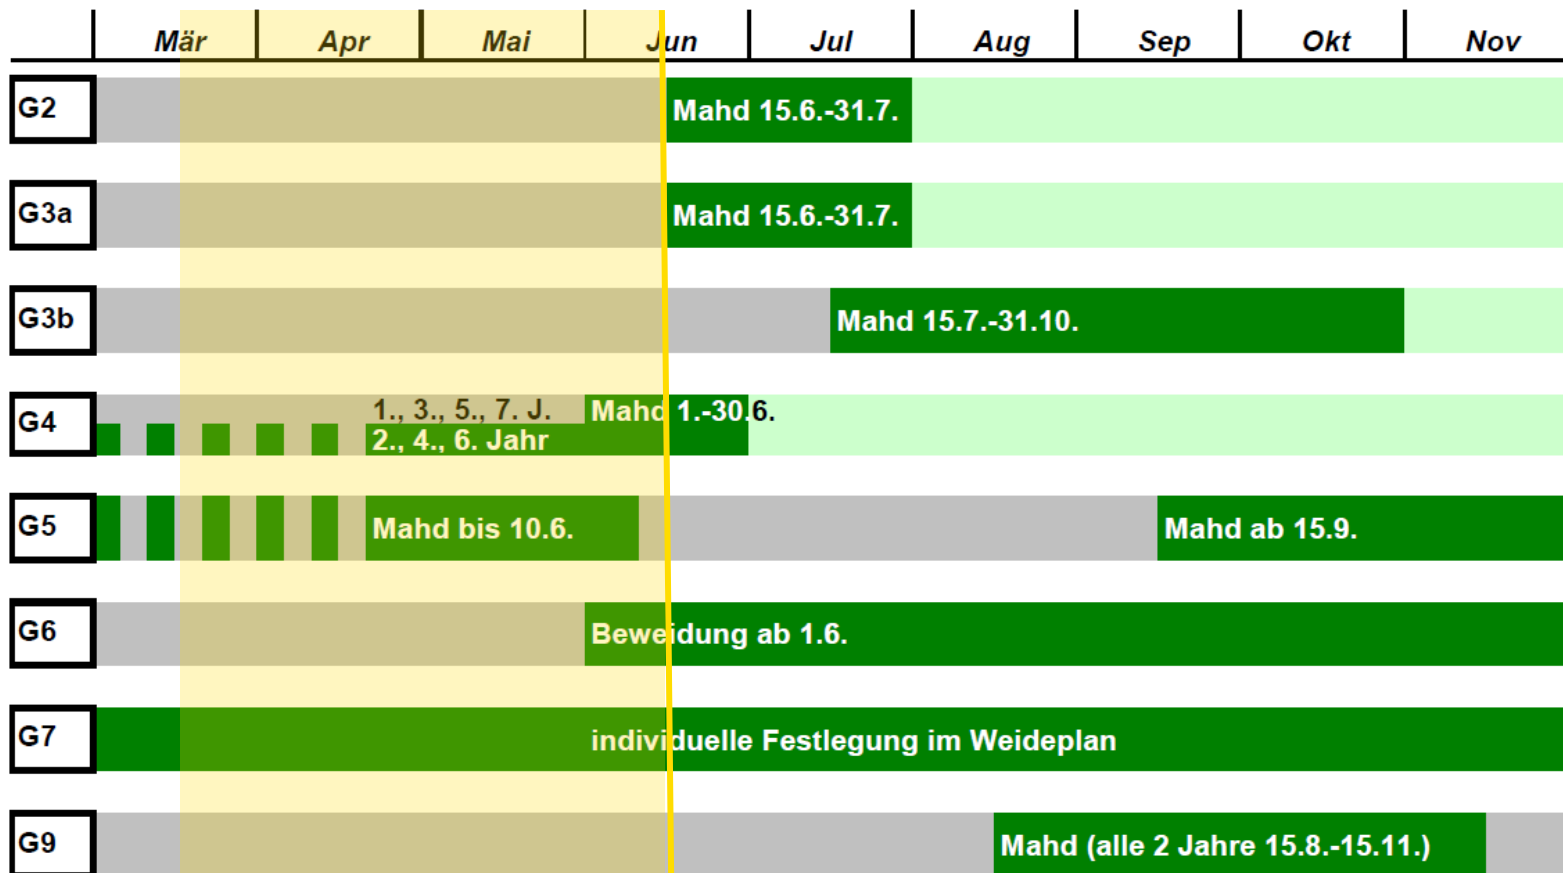 Mär Apr Mai Jun Jul Aug Sep Okt Nov
G2 Mahd 15.6.-31.7.
G3a Mahd 15.6.-31.7.
G3b Mahd 15.7.-31.10.
G4 1., 3., 5., 7. J. Mahd 1.-30.6.
2., 4., 6. Jahr
G5 Mahd bis 10.6. Mahd ab 15.9.
G6 Beweidung ab 1.6.
G7 individuelle Festlegung im Weideplan
G9 Mahd (alle 2 Jahre 15.8.-15.11.)